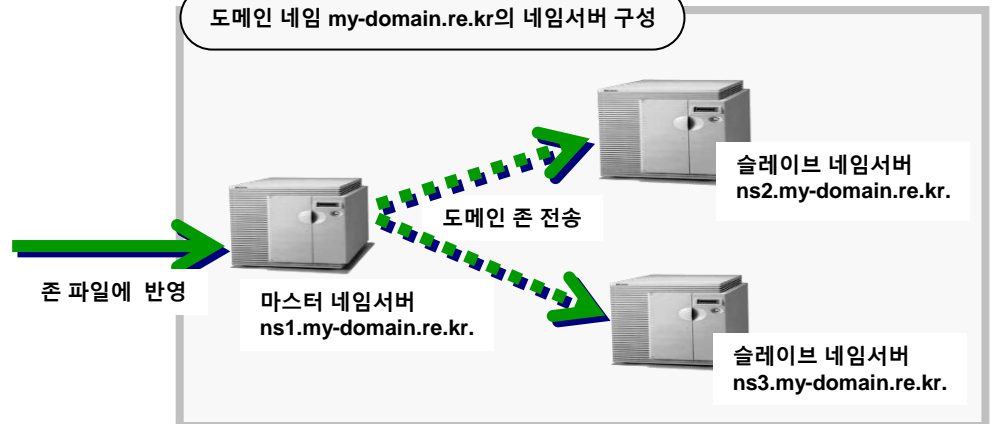 도메인 네임 my-domain.re.kr의 네임서버 구성
슬레이브 네임서버
ns2.my-domain.re.kr.
도메인 존 전송
존 파일에 반영
마스터 네임서버
ns1.my-domain.re.kr.
슬레이브 네임서버
ns3.my-domain.re.kr.